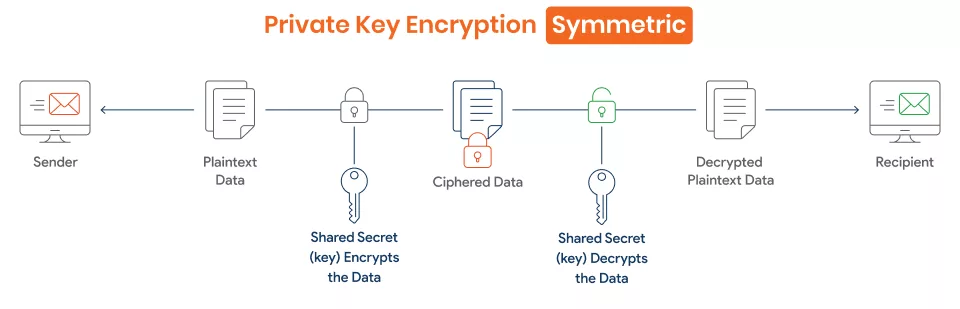 Private Key Encryption Symmetric
Sender
Plaintext
Data
Shared Secret
(key) Encrypts
the Data
Ciphered Data
Shared Secret
(key) Decrypts
the Data
Decrypted
Plaintext Data
Recipient